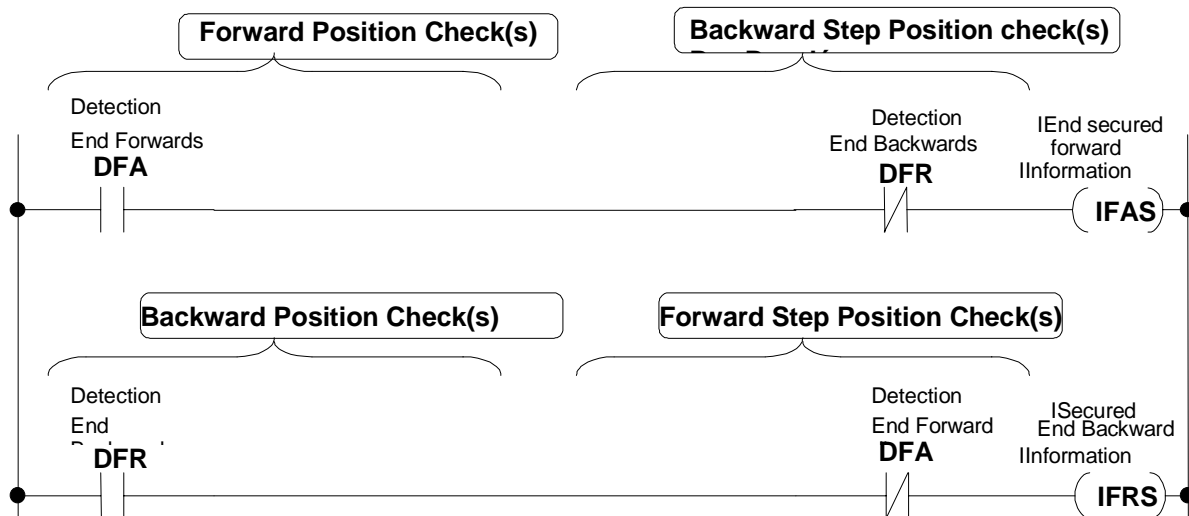 Forward Position Check(s)
Backward Step Position check(s)
Detection
End Forwards
DFA
Detection
End Backwards
DFR
IEnd secured
forward
IInformation
IFAS
Backward Position Check(s)
Forward Step Position Check(s)
Detection
End
DFR
Detection
End Forward
DFA
ISecured
End Backward
IInformation
IFRS